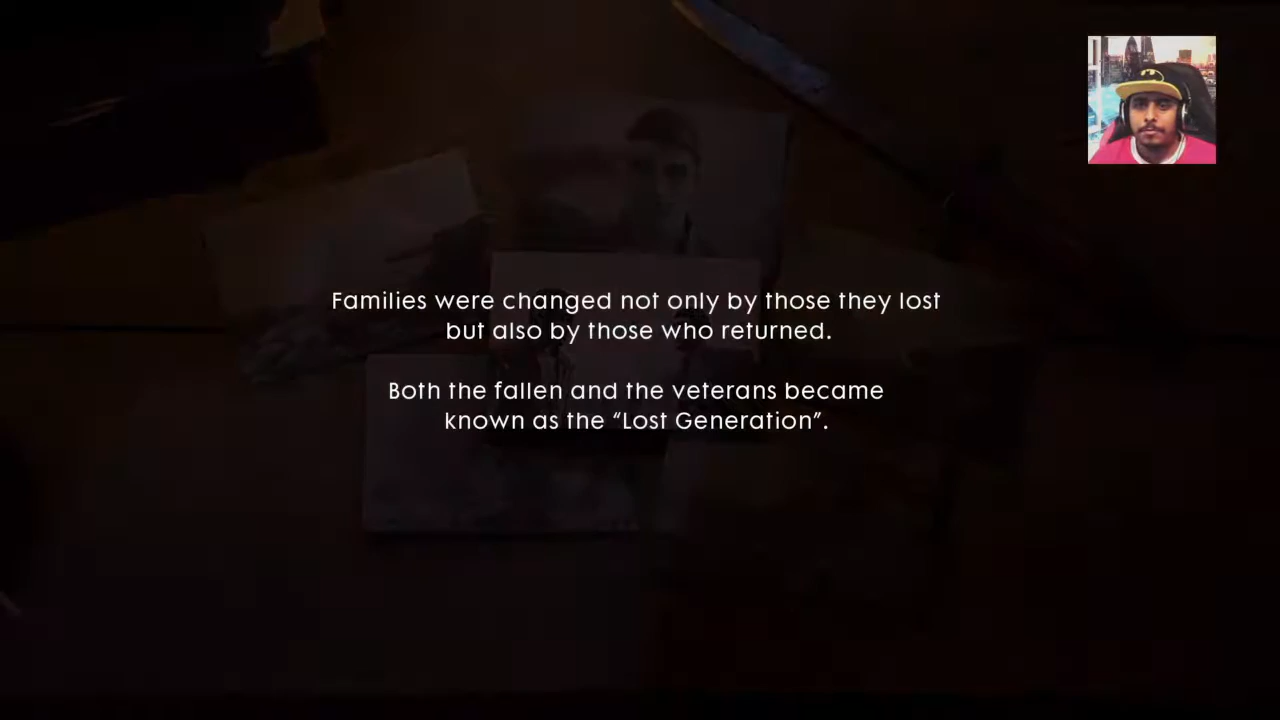 Families were changed not only by those they lost
but also by those who returned.
Both the fallen and the veterans became
known as the “Lost Generation”.